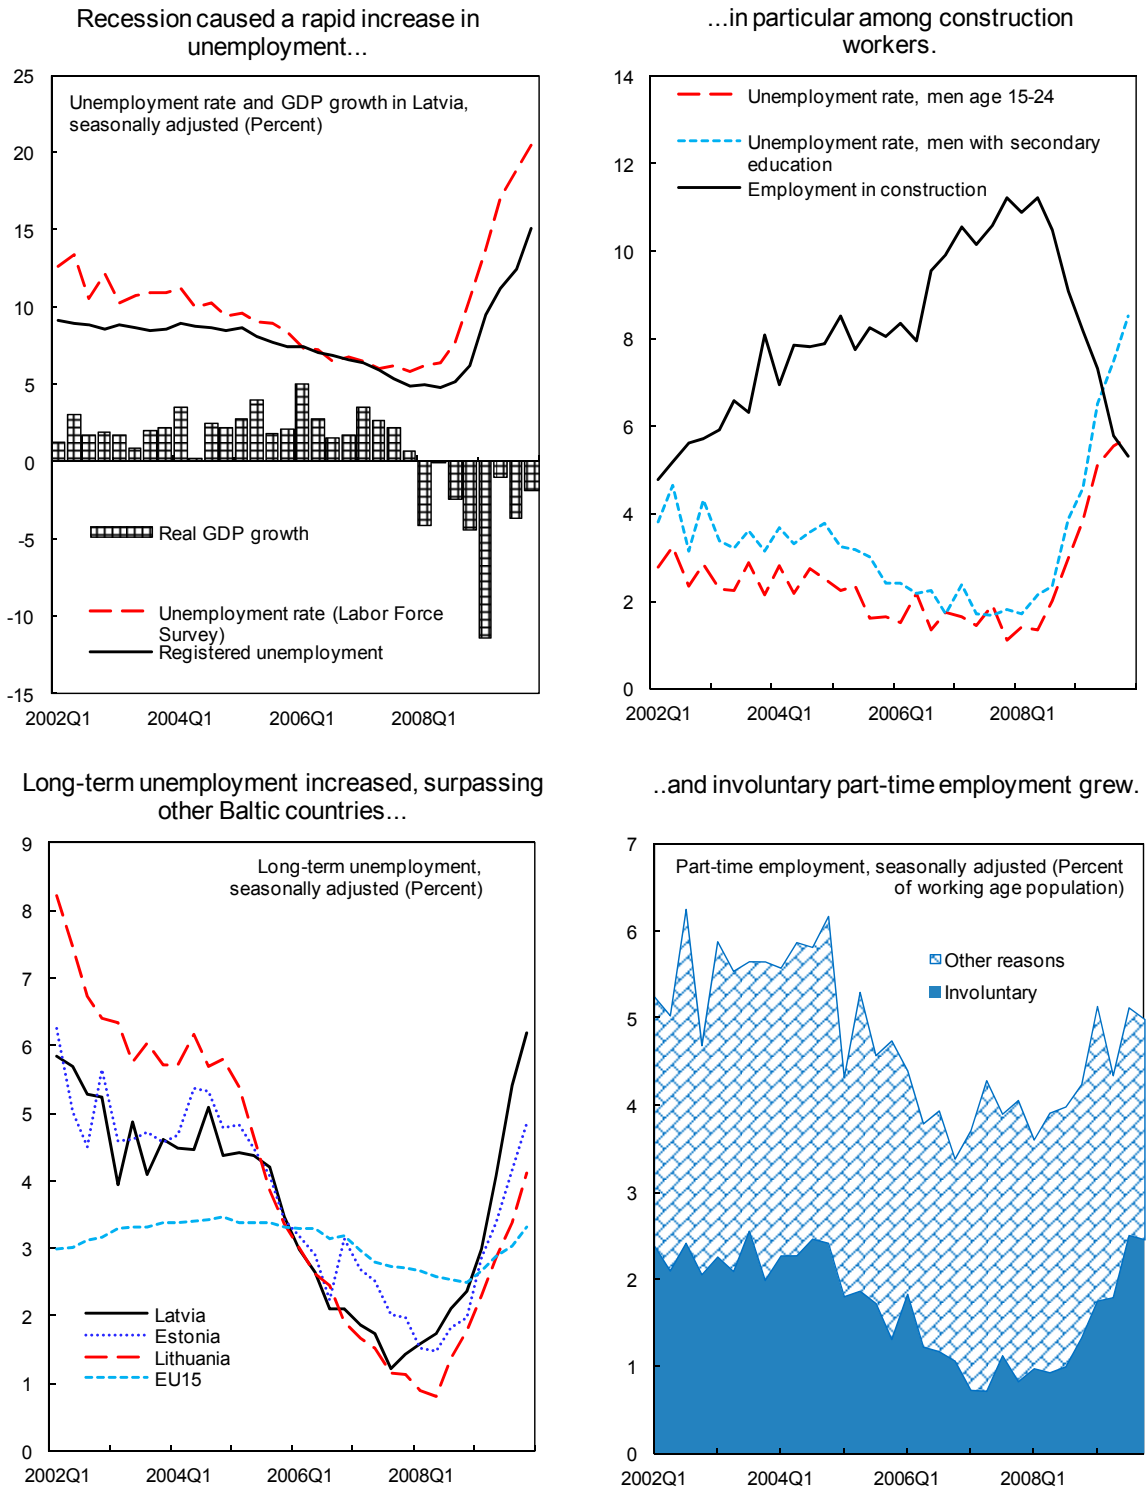 Recession caused a rapid increase in
unemployment...
25
20
15
10
5
0
-5
-10
-15
Unemployment rate and GDP growth in Latvia,
seasonally adjusted (Percent)
Real GDP growth
Unemployment rate (Labor Force
Survey)
Registered unemployment
2002Q1
2004Q1
2006Q1
2008Q1
...in particular among construction
workers.
14
12
10
8
6
4
2
0
Unemployment rate, men age 15-24
Unemployment rate, men with secondary
education
Employment in construction
2002Q1
2004Q1
2006Q1
2008Q1
Long-term unemployment increased, surpassing
other Baltic countries...
9
8
7
6
5
4
3
2
1
0
Long-term unemployment,
seasonally adjusted (Percent)
Latvia
Estonia
Lithuania
EU15
2002Q1
2004Q1
2006Q1
2008Q1
..and involuntary part-time employment grew.
7
6
5
4
3
2
1
0
Part-time employment, seasonally adjusted (Percent
of working age population)
Other reasons
Involuntary
2002Q1
2004Q1
2006Q1
2008Q1